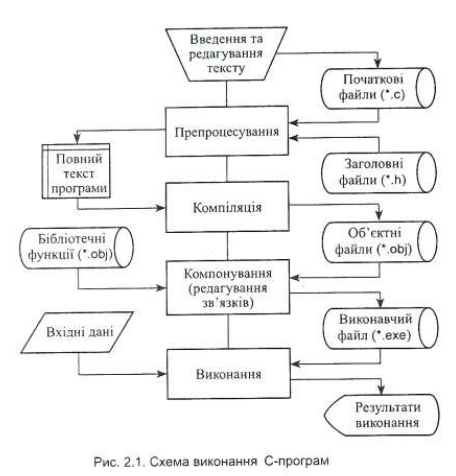 Введення та
редагування
тексту
Початкові
файли (*.c)
Препроцесування
Повний
текст
програми
Заголовні
файли (*.h)
Компіляція
Бібліотечні
функції (*.obj)
Об’єктні
файли (*.obj)
Компонування
(редагування
зв’язків)
Виконавчий
файл (*.exe)
Вхідні дані
Виконання
Результати
виконання
Рис. 2.1. Схема виконання С-програм